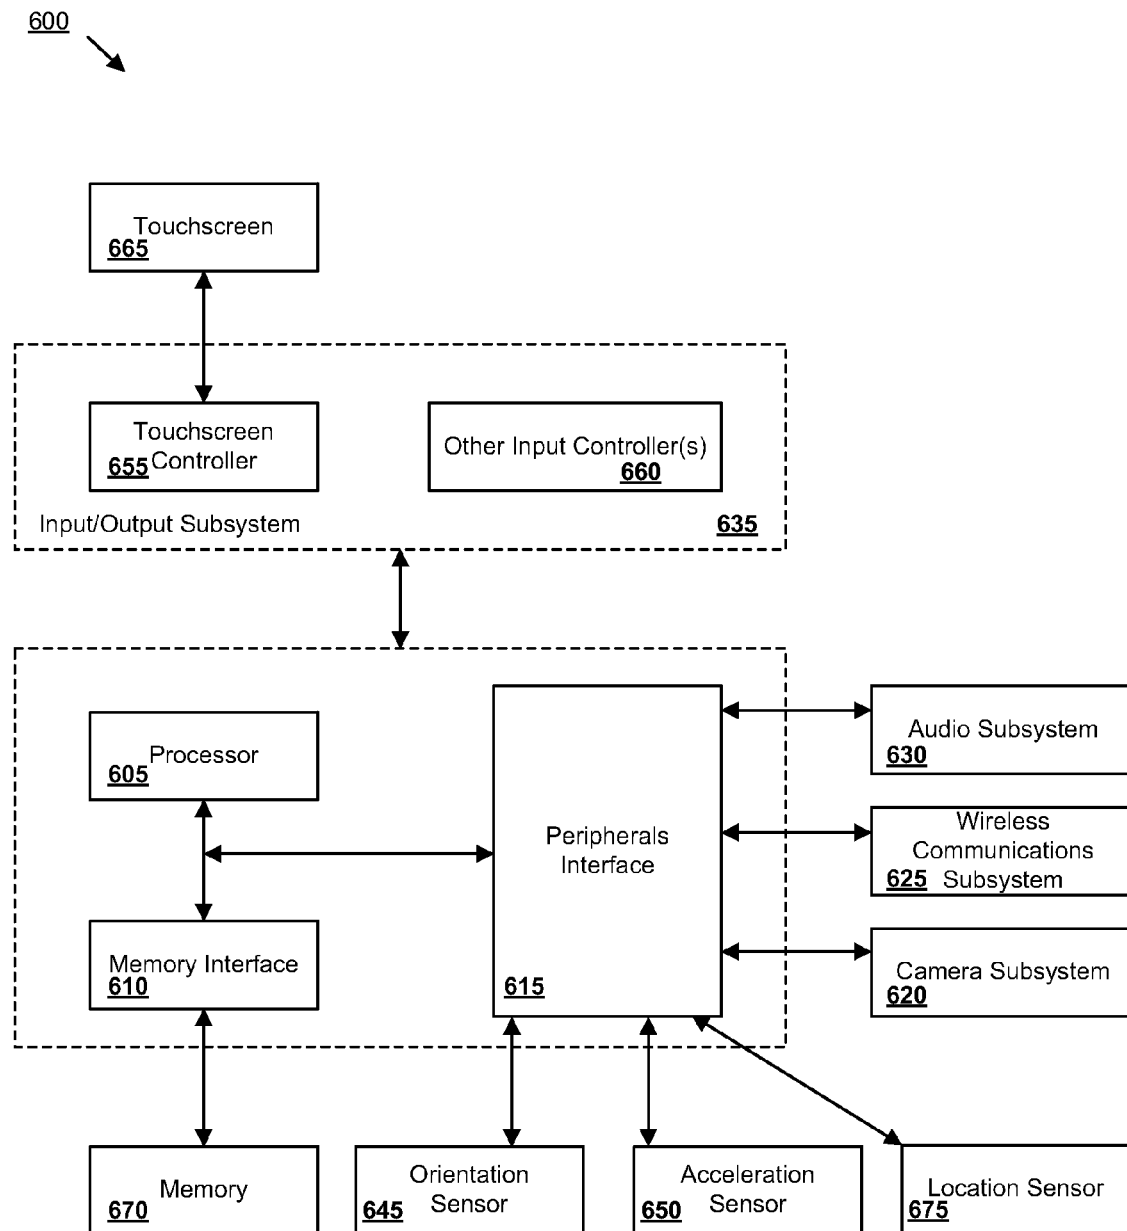 600
Touchscreen
665
Touchscreen
Controller
655
Other Input Controller(s)
660
Input/Output Subsystem
635
Processor
605
Peripherals
Interface
615
Memory Interface
610
Audio Subsystem
630
Wireless
Communications
Subsystem
625
Camera Subsystem
620
Memory
670
Orientation
Sensor
645
Acceleration
Sensor
650
Location Sensor
675